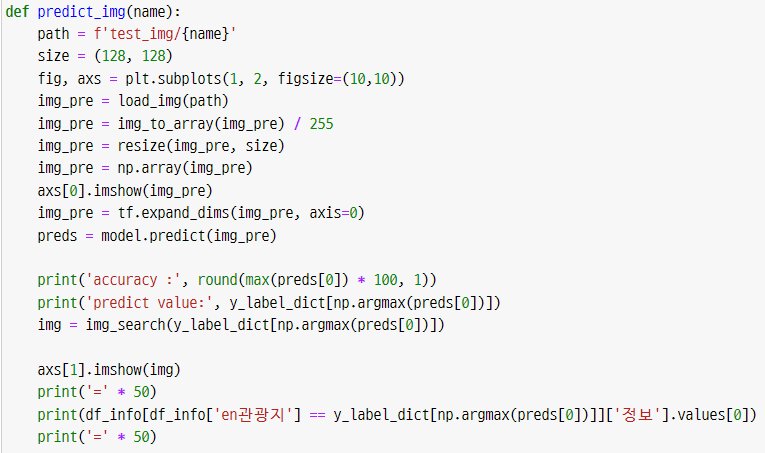 def predict_img(name):
    path = f'test_img/{name}'
    size = (128, 128)
    fig, axs = plt.subplots(1, 2, figsize=(10,10))
    img_pre = load_img(path)
    img_pre = img_to_array(img_pre) / 255
    img_pre = resize(img_pre, size)
    img_pre = np.array(img_pre)
    axs[0].imshow(img_pre)
    img_pre = tf.expand_dims(img_pre, axis=0)
    preds = model.predict(img_pre)
    print('accuracy :', round(max(preds[0]) * 100, 1))
    print('predict value:', y_label_dict[np.argmax(preds[0])])
    img = img_search(y_label_dict[np.argmax(preds[0])])
    axs[1].imshow(img)
    print('=' * 50)
    print(df_info[df_info['en관광지'] == y_label_dict[np.argmax(preds[0])]]['정보'].values[0])
    print('=' * 50)